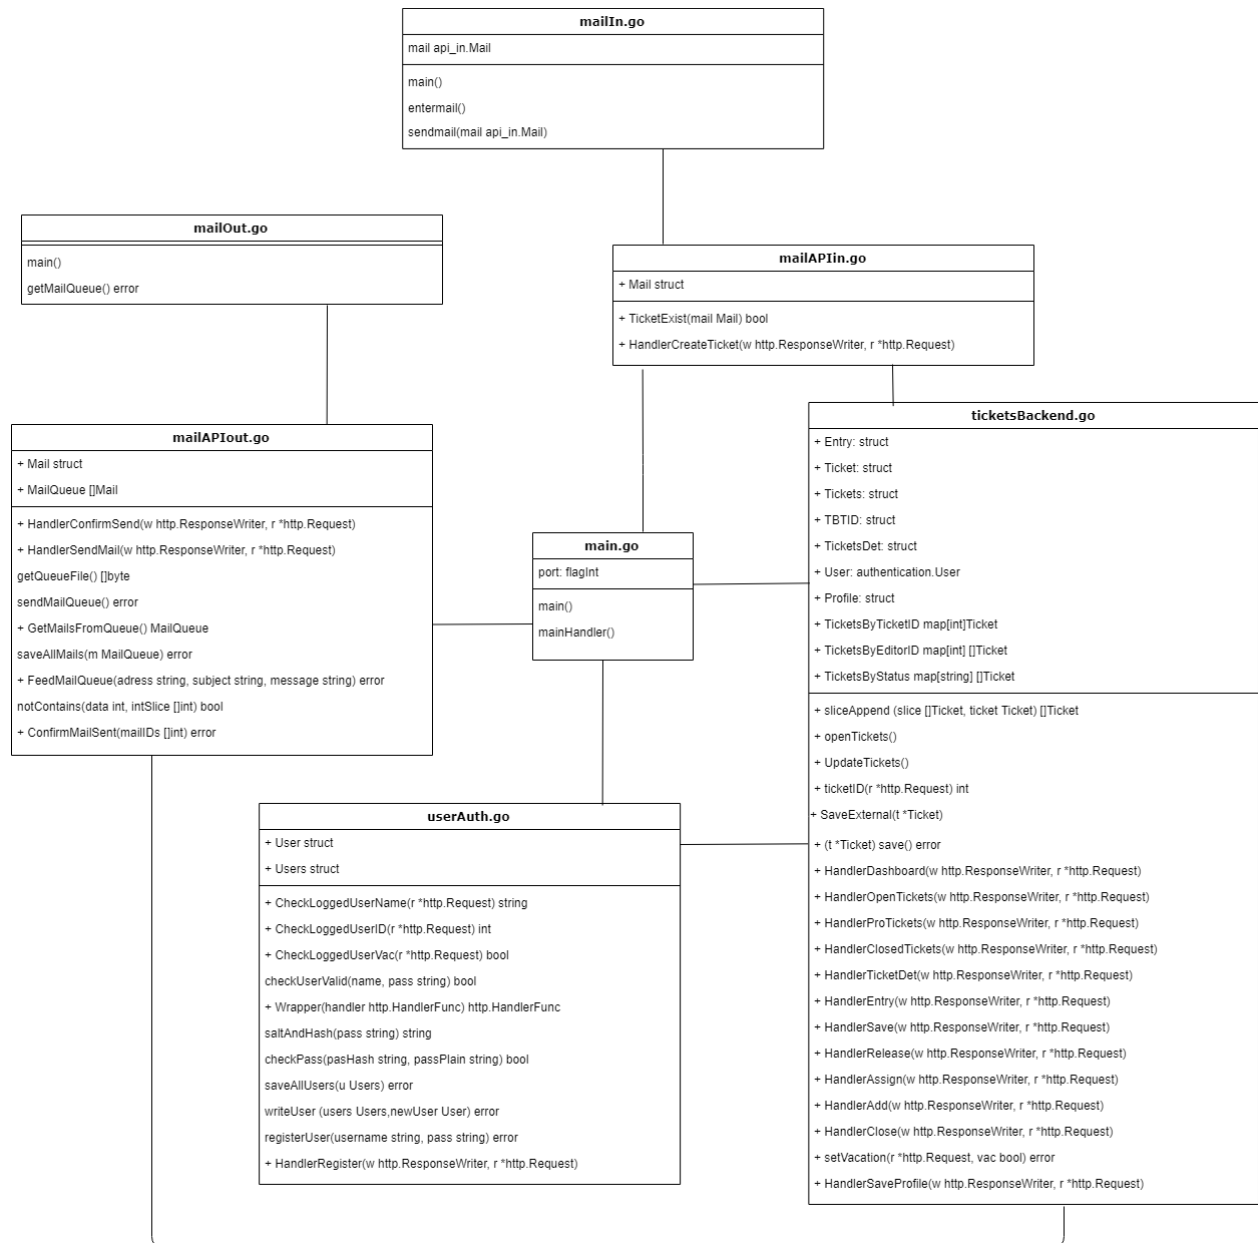 mailIn.go
mail api_in.Mail
main()
entermail()
sendmail(mail api_in.Mail)
mailOut.go
main()
getMailQueue() error
mailAPIin.go
+ Mail struct
+ TicketExist(mail Mail) bool
+ HandlerCreateTicket(w http.ResponseWriter, r *http.Request)
mailAPIout.go
+ Mail struct
+ MailQueue []Mail
+ HandlerConfirmSend(w http.ResponseWriter, r *http.Request)
+ HandlerSendMail(w http.ResponseWriter, r *http.Request)
getQueueFile() []byte
sendMailQueue() error
+ GetMailsFromQueue() MailQueue
saveAllMails(m MailQueue) error
+ FeedMailQueue(adress string, subject string, message string) error
notContains(data int, intSlice []int) bool
+ ConfirmMailSent(mailIDs []int) error
main.go
port: flagInt
main()
mainHandler()
ticketsBackend.go
+ Entry: struct
+ Ticket: struct
+ Tickets: struct
+ TBTID: struct
+ TicketsDet: struct
+ User: authentication.User
+ Profile: struct
+ TicketsByTicketID map[int]Ticket
+ TicketsByEditorID map[int] []Ticket
+ TicketsByStatus map[string] []Ticket
+ sliceAppend (slice []Ticket, ticket Ticket) []Ticket
+ openTickets()
+ UpdateTickets()
+ ticketID(r *http.Request) int
+ SaveExternal(t *Ticket)
+ (t *Ticket) save() error
+ HandlerDashboard(w http.ResponseWriter, r *http.Request)
+ HandlerOpenTickets(w http.ResponseWriter, r *http.Request)
+ HandlerProTickets(w http.ResponseWriter, r *http.Request)
+ HandlerClosedTickets(w http.ResponseWriter, r *http.Request)
+ HandlerTicketDet(w http.ResponseWriter, r *http.Request)
+ HandlerEntry(w http.ResponseWriter, r *http.Request)
+ HandlerSave(w http.ResponseWriter, r *http.Request)
+ HandlerRelease(w http.ResponseWriter, r *http.Request)
+ HandlerAssign(w http.ResponseWriter, r *http.Request)
+ HandlerAdd(w http.ResponseWriter, r *http.Request)
+ HandlerClose(w http.ResponseWriter, r *http.Request)
+ setVacation(r *http.Request, vac bool) error
+ HandlerSaveProfile(w http.ResponseWriter, r *http.Request)
userAuth.go
+ User struct
+ Users struct
+ CheckLoggedUserName(r *http.Request) string
+ CheckLoggedUserID(r *http.Request) int
+ CheckLoggedUserVac(r *http.Request) bool
checkUserValid(name, pass string) bool
+ Wrapper(handler http.HandlerFunc) http.HandlerFunc
saltAndHash(pass string) string
checkPass(pasHash string, passPlain string) bool
saveAllUsers(u Users) error
writeUser (users Users,newUser User) error
registerUser(username string, pass string) error
+ HandlerRegister(w http.ResponseWriter, r *http.Request)